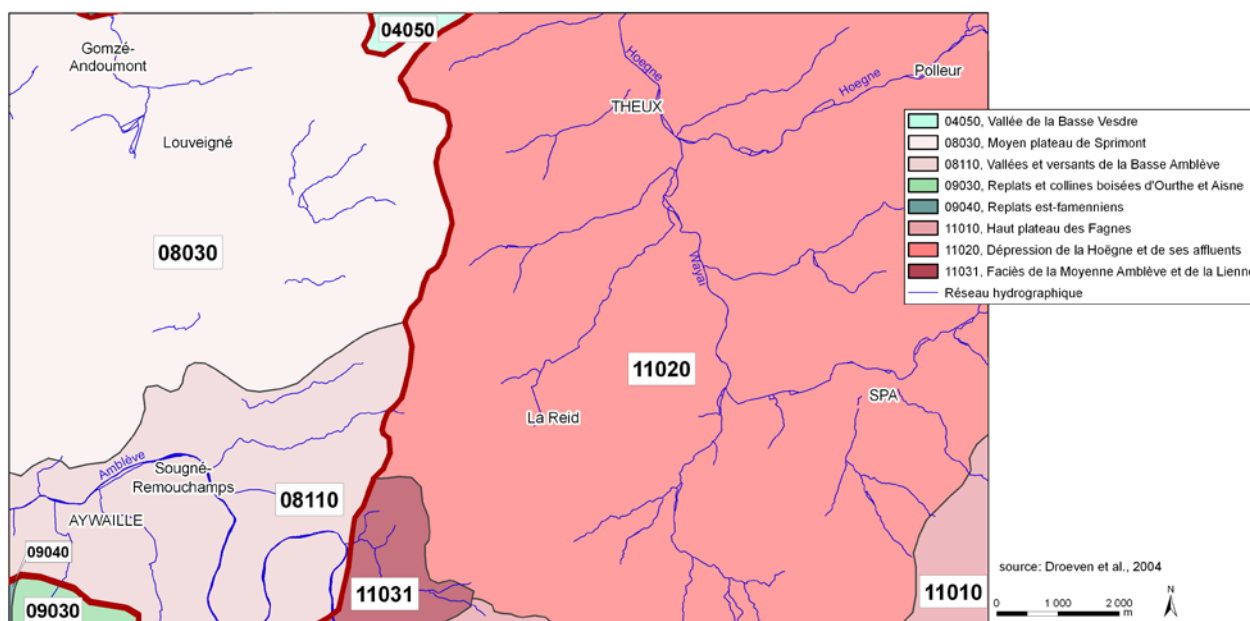 04050
Gomzé-
Andoumont
Hoegne
Polleur
Hoegne
THEUX
Louveigné
04050, Vallée de la Basse Vesdre
08030, Moyen plateau de Sprimont
08110, Vallées et versants de la Basse Amblève
09030, Replats et collines boisées d'Ourthe et Aisne
09040, Replats est-famenniens
11010, Haut plateau des Fagnes
11020, Dépression de la Hoëgne et de ses affluents
11031, Faciès de la Moyenne Amblève et de la Lienne
Réseau hydrographique
08030
Wayai
11020
SPA
La Reid
Amblève
Sougné-
Remouchamps
08110
AYWAILLE
09040
09030
11031
11010
source: Droeven et al., 2004
N
0 1 000 2 000
m